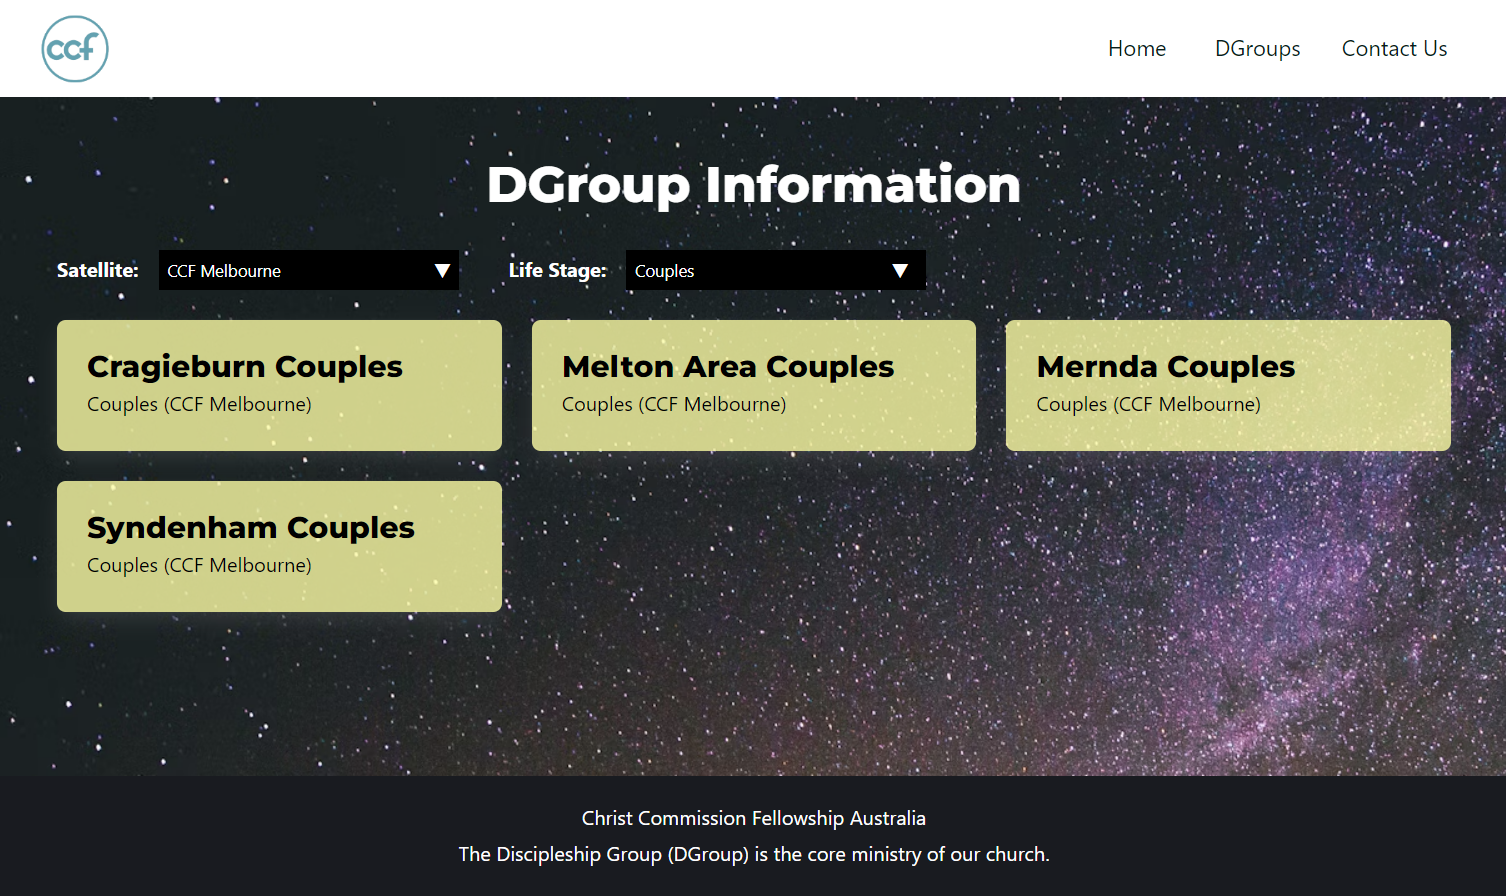 ccf
Home DGroups Contact Us
DGroup Information
Satellite: CCF Melbourne ▼ Life Stage: Couples ▼
Cragieburn Couples
Couples (CCF Melbourne)
Melton Area Couples
Couples (CCF Melbourne)
Mernda Couples
Couples (CCF Melbourne)
Syndenham Couples
Couples (CCF Melbourne)
Christ Commission Fellowship Australia
The Discipleship Group (DGroup) is the core ministry of our church.